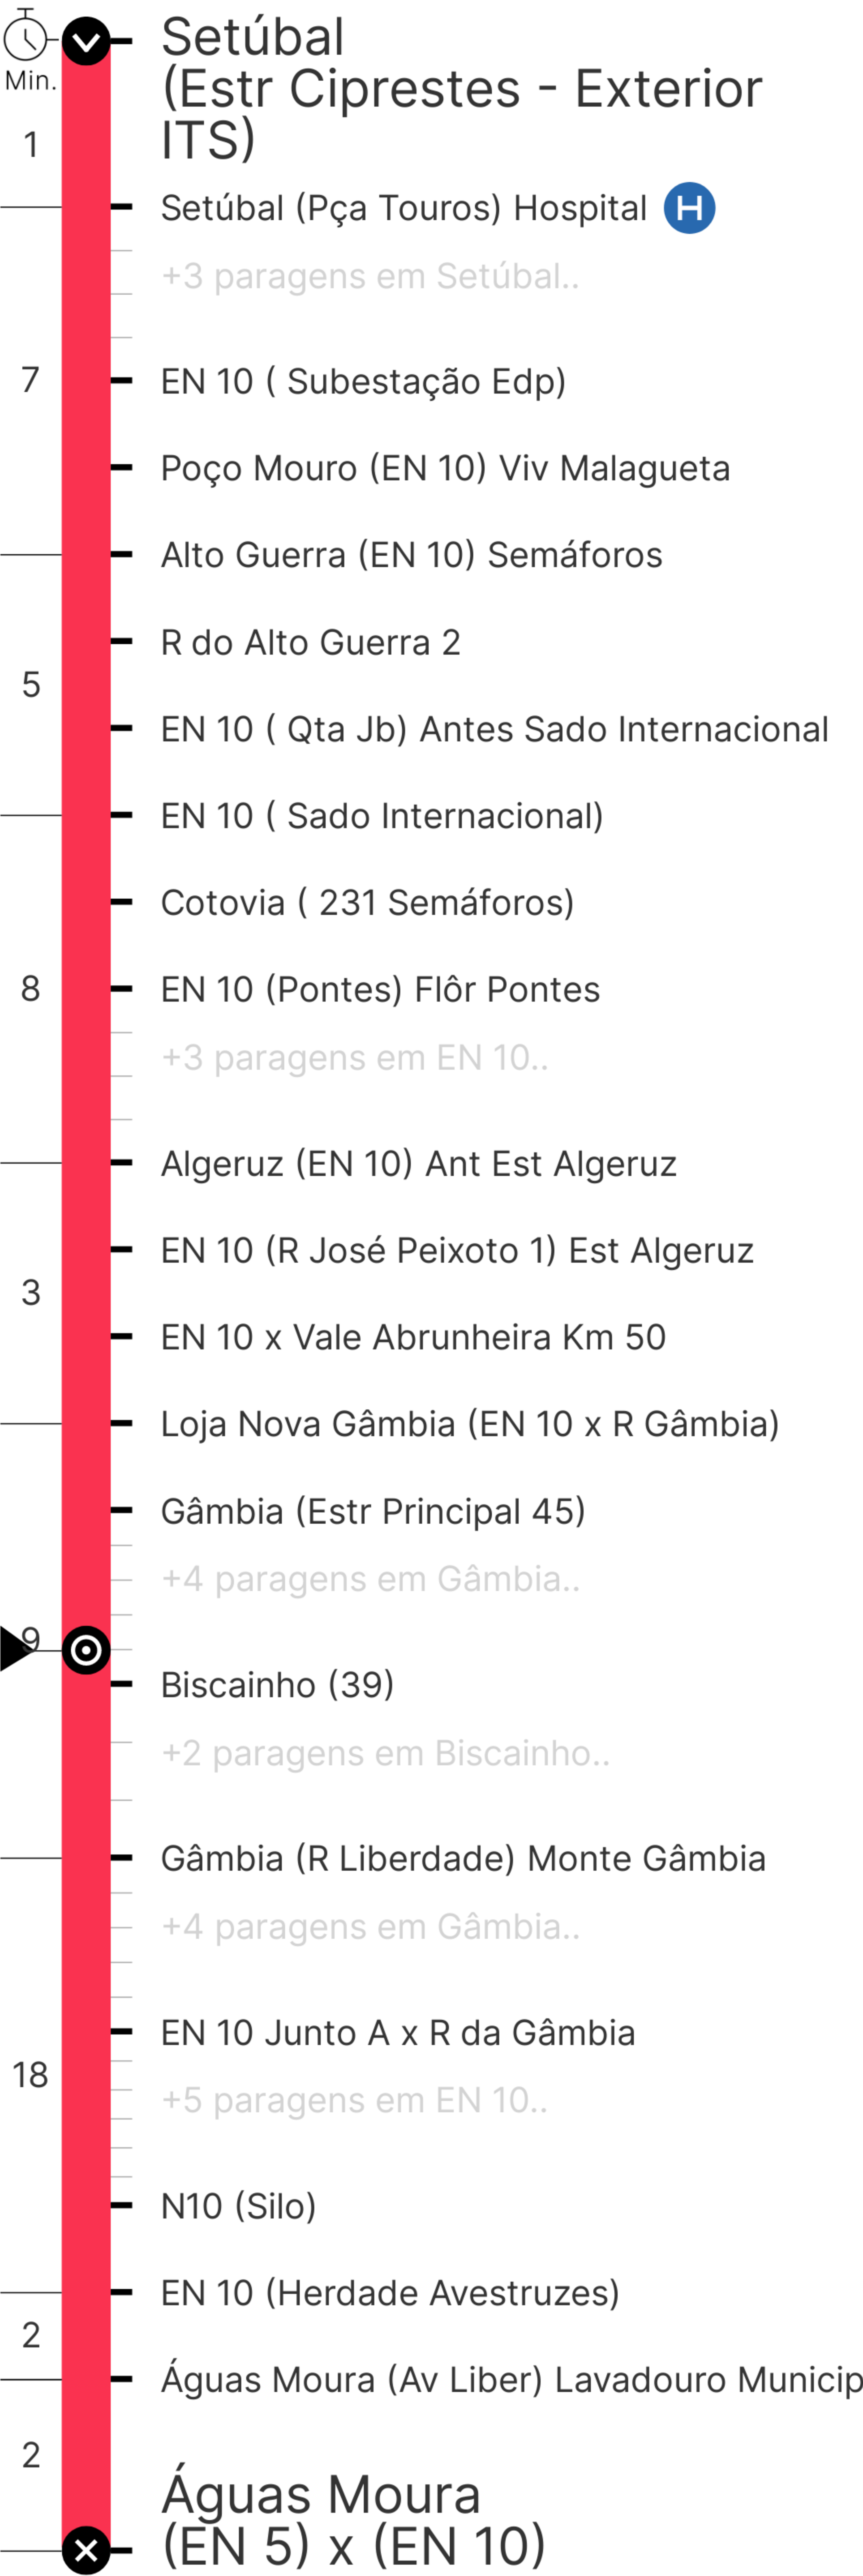 Setúbal
(Estr Ciprestes - Exterior
ITS)
Min.
1
Setúbal (Pça Touros) Hospital H
+3 paragens em Setúbal..
7
EN 10 ( Subestação Edp)
Poço Mouro (EN 10) Viv Malagueta
Alto Guerra (EN 10) Semáforos
R do Alto Guerra 2
5
EN 10 ( Qta Jb) Antes Sado Internacional
EN 10 ( Sado Internacional)
Cotovia ( 231 Semáforos)
8
EN 10 (Pontes) Flôr Pontes
+3 paragens em EN 10..
Algeruz (EN 10) Ant Est Algeruz
EN 10 (R José Peixoto 1) Est Algeruz
3
EN 10 x Vale Abrunheira Km 50
Loja Nova Gâmbia (EN 10 x R Gâmbia)
Gâmbia (Estr Principal 45)
+4 paragens em Gâmbia..
9
Biscainho (39)
+2 paragens em Biscainho..
Gâmbia (R Liberdade) Monte Gâmbia
+4 paragens em Gâmbia..
EN 10 Junto A x R da Gâmbia
18
+5 paragens em EN 10..
N10 (Silo)
EN 10 (Herdade Avestruzes)
2
Águas Moura (Av Liber) Lavadouro Municip
2
Águas Moura
(EN 5) x (EN 10)